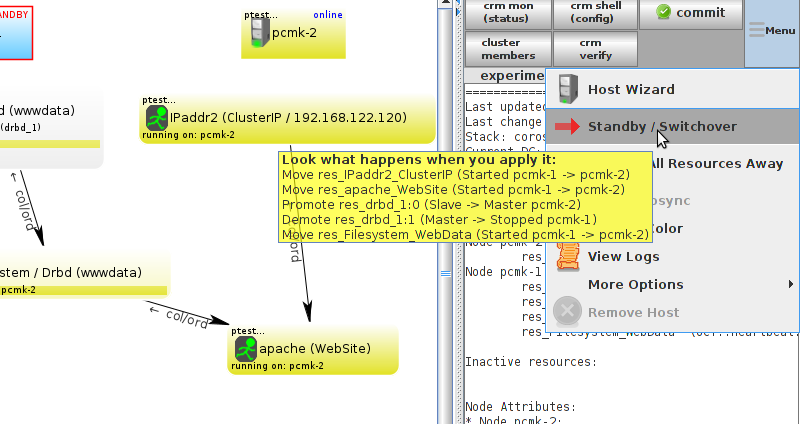 ANDBY
ptest...
online
pcmk-2
d (wwwdata)
(drbd_1)
ptest...
IPaddr2 (ClusterIP / 192.168.122.120)
running on: pcmk-2
← col/ord
Look what happens when you apply it:
Move res_IPaddr2_ClusterIP (Started pcmk-1 -> pcmk-2)
Move res_apache_WebSite (Started pcmk-1 -> pcmk-2)
Promote res_drbd_1:0 (Slave -> Master pcmk-2)
Demote res_drbd_1:1 (Master -> Stopped pcmk-1)
Move res_Filesystem_WebData (Started pcmk-1 -> pcmk-2)
stem / Drbd (wwwdata)
pcmk-2
← col/ord
ptest...
apache (WebSite)
running on: pcmk-2
crm mon
(status)
crm shell
(config)
commit
cluster
members
crm
verify
Menu
experime
====================
Last updated
Last change
Stack: coros
Current DC:
Host Wizard
Standby / Switchover
All Resources Away
osync
Color
View Logs
More Options
Remove Host
Node pcmk-2
res_
Node pcmk-1
res_
res_
res_
res_Filesystem_WebData (ocf::heartbeat:
Inactive resources:
Node Attributes:
* Node pcmk-2: